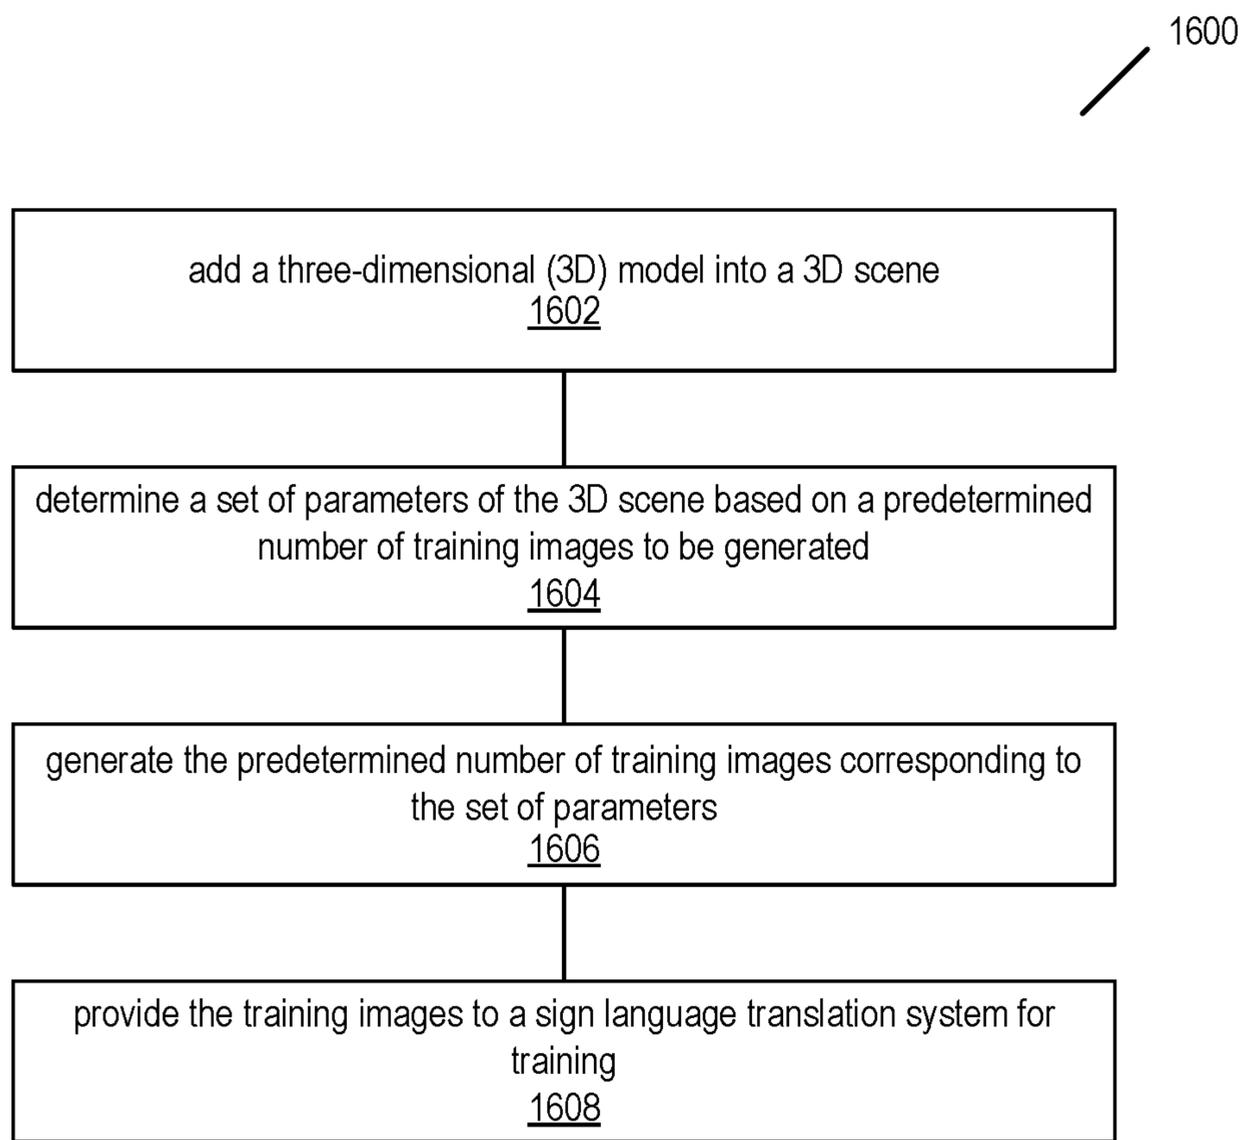 1600
add a three-dimensional (3D) model into a 3D scene
1602
determine a set of parameters of the 3D scene based on a predetermined
number of training images to be generated
1604
generate the predetermined number of training images corresponding to
the set of parameters
1606
provide the training images to a sign language translation system for
training
1608